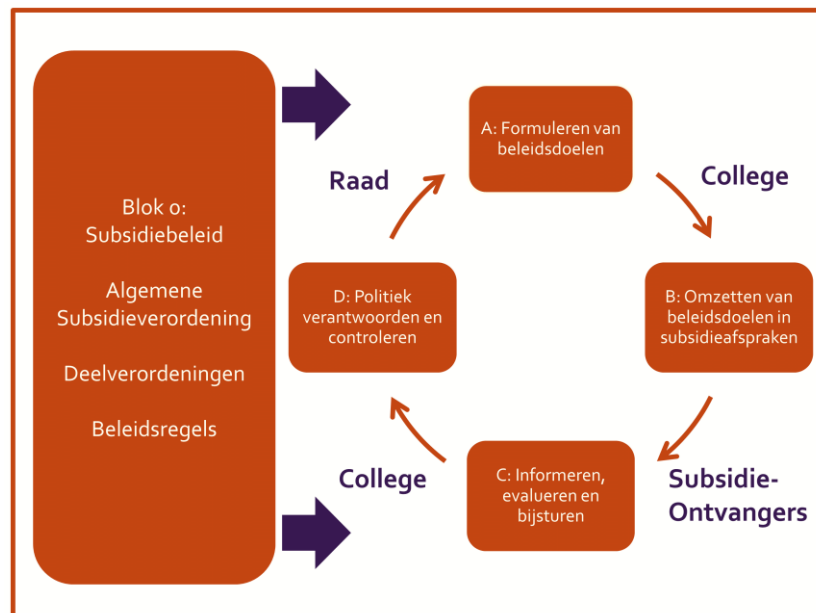 Blok 0:
Subsidiebeleid
Algemene
Subsidieverordening
Deelverordeningen
Beleidsregels
A: Formuleren van
beleidsdoelen
Raad
College
D: Politiek
verantwoorden en
controleren
B: Omzetten van
beleidsdoelen in
subsidieafspraken
College
C: Informeren,
evalueren en
bijsturen
Subsidie-
Ontvangers